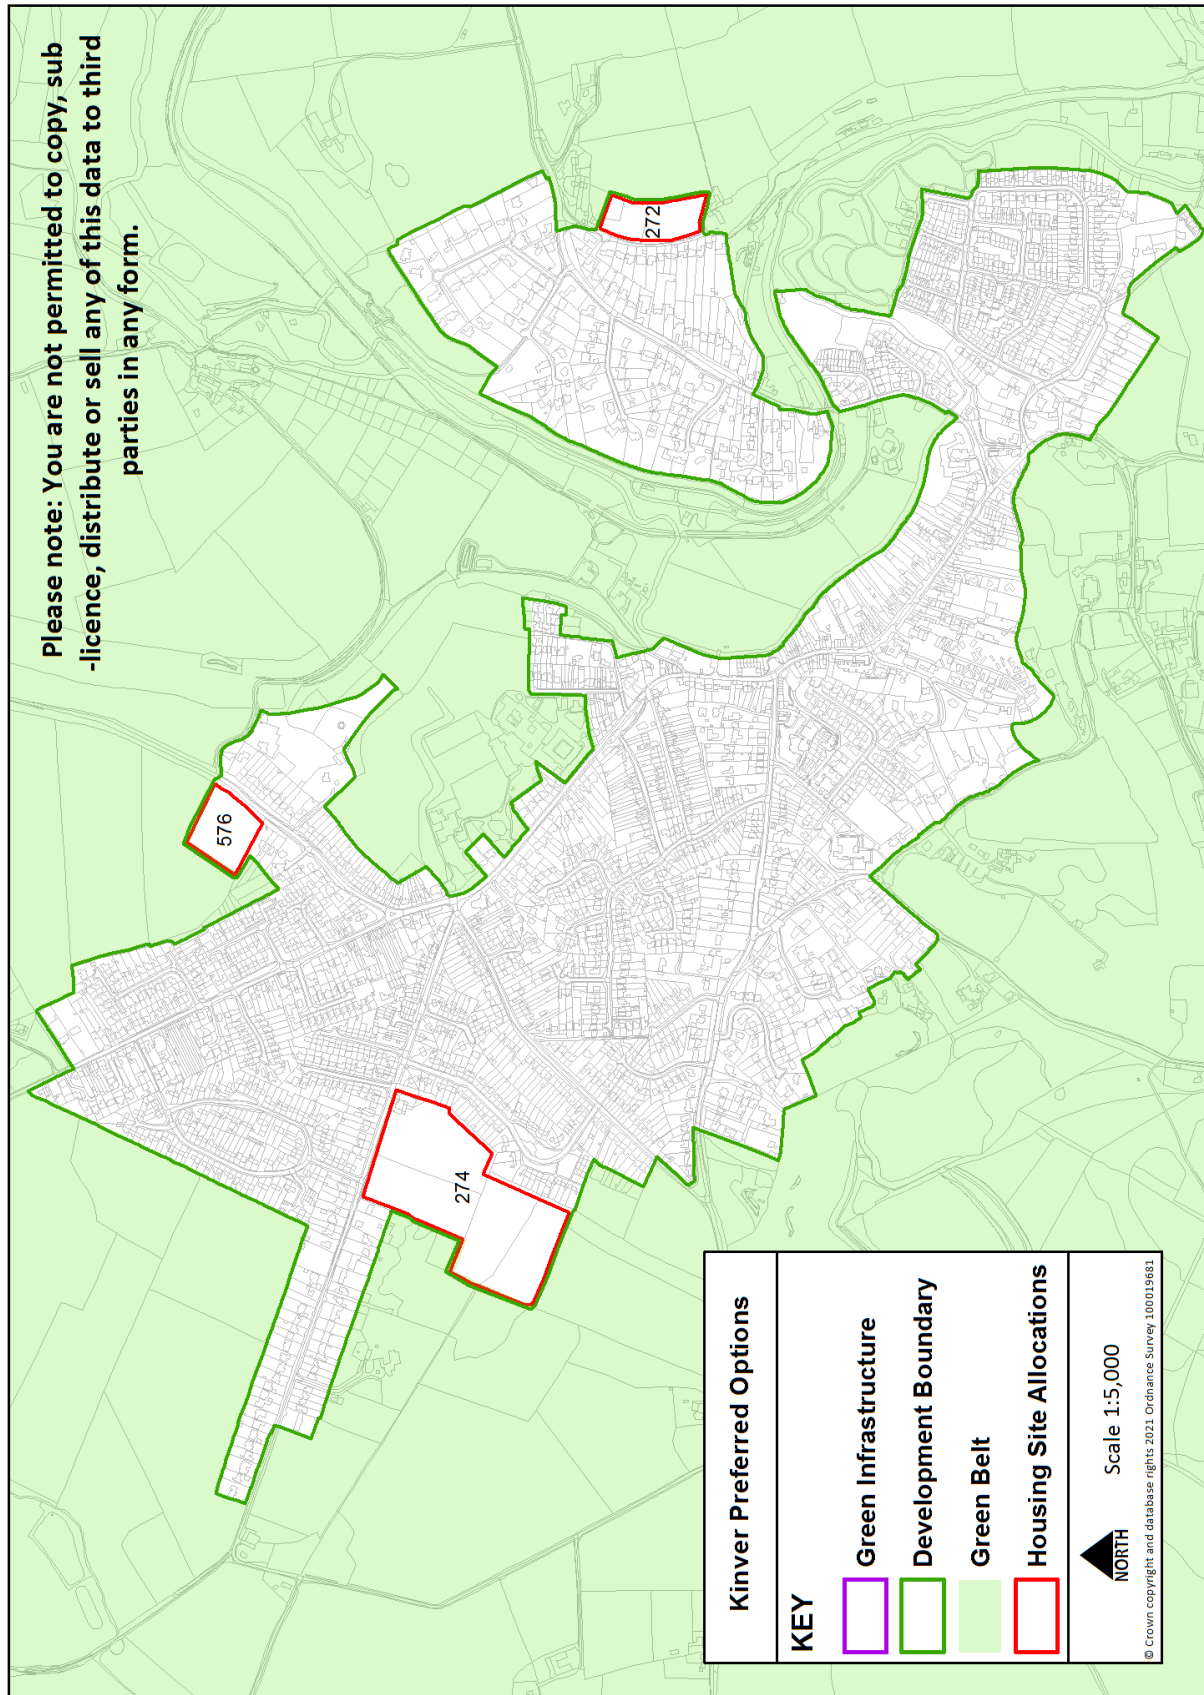 Please note: You are not permitted to copy, sub
-licence, distribute or sell any of this data to third
parties in any form.
576
272
274
Kinver Preferred Options
KEY
Green Infrastructure
Development Boundary
Green Belt
Housing Site Allocations
NORTH
Scale 1:5,000
© Crown copyright and database rights 2021 Ordnance Survey 100019681